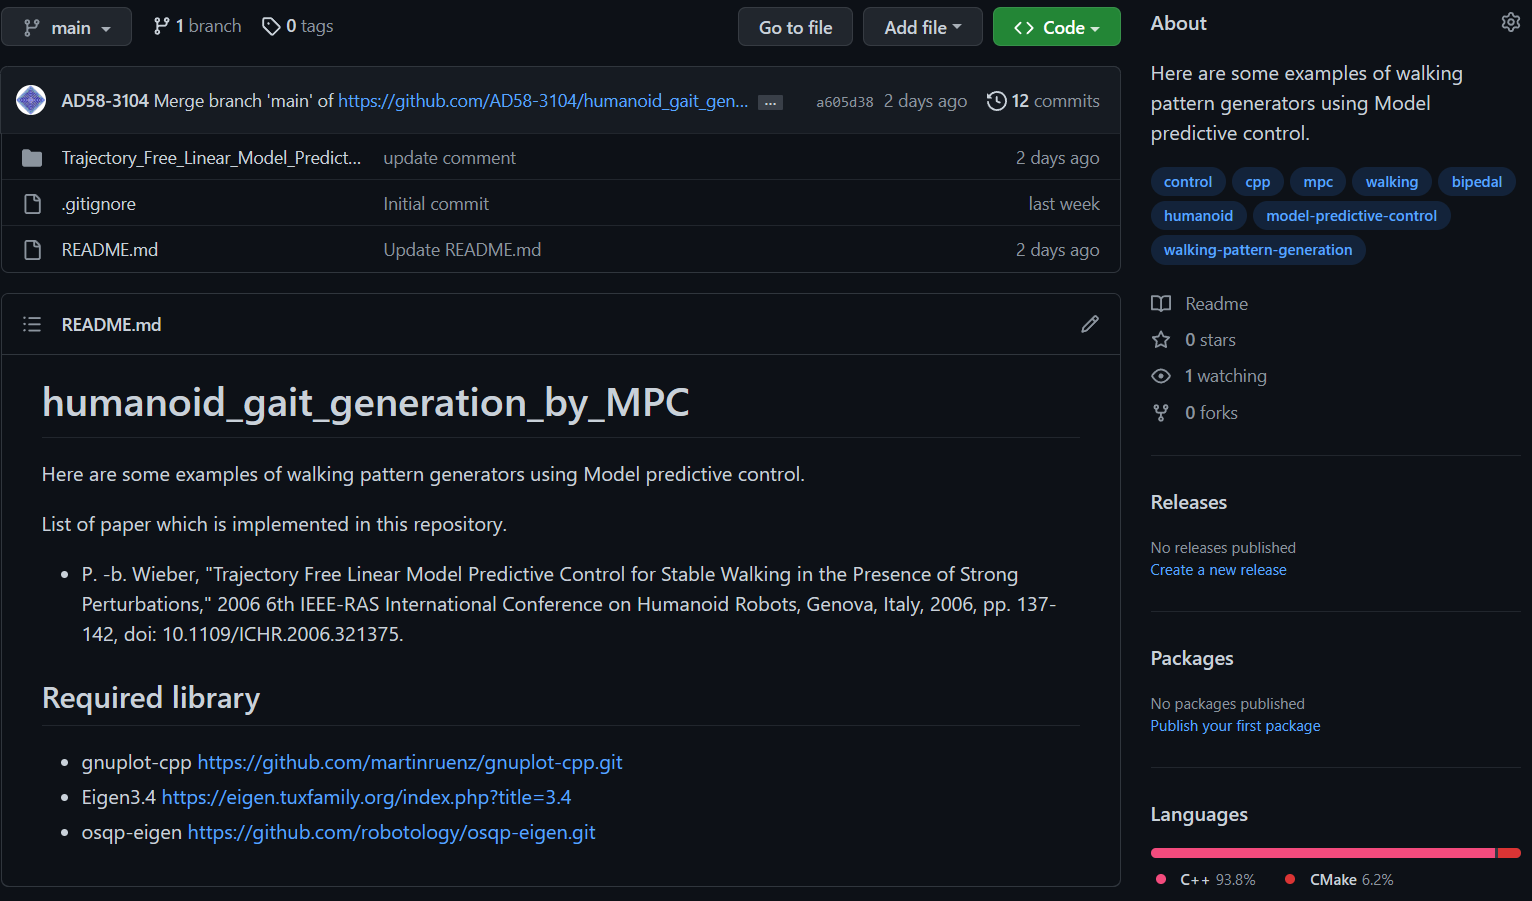 main 1 branch 0 tags Go to file Add file <> Code
AD58-3104 Merge branch 'main' of https://github.com/AD58-3104/humanoid_gait_gen... ... a605d38 2 days ago 12 commits
Trajectory_Free_Linear_Model_Predict... update comment 2 days ago
.gitignore Initial commit last week
README.md Update README.md 2 days ago
README.md
humanoid_gait_generation_by_MPC
Here are some examples of walking pattern generators using Model predictive control.
List of paper which is implemented in this repository.
• P. -b. Wieber, "Trajectory Free Linear Model Predictive Control for Stable Walking in the Presence of Strong
Perturbations," 2006 6th IEEE-RAS International Conference on Humanoid Robots, Genova, Italy, 2006, pp. 137-
142, doi: 10.1109/ICHR.2006.321375.
Required library
• gnuplot-cpp https://github.com/martinruenz/gnuplot-cpp.git
• Eigen3.4 https://eigen.tuxfamily.org/index.php?title=3.4
• osqp-eigen https://github.com/robotology/osqp-eigen.git
About
Here are some examples of walking
pattern generators using Model
predictive control.
control cpp mpc walking bipedal
humanoid model-predictive-control
walking-pattern-generation
Readme
0 stars
1 watching
0 forks
Releases
No releases published
Create a new release
Packages
No packages published
Publish your first package
Languages
C++ 93.8% CMake 6.2%